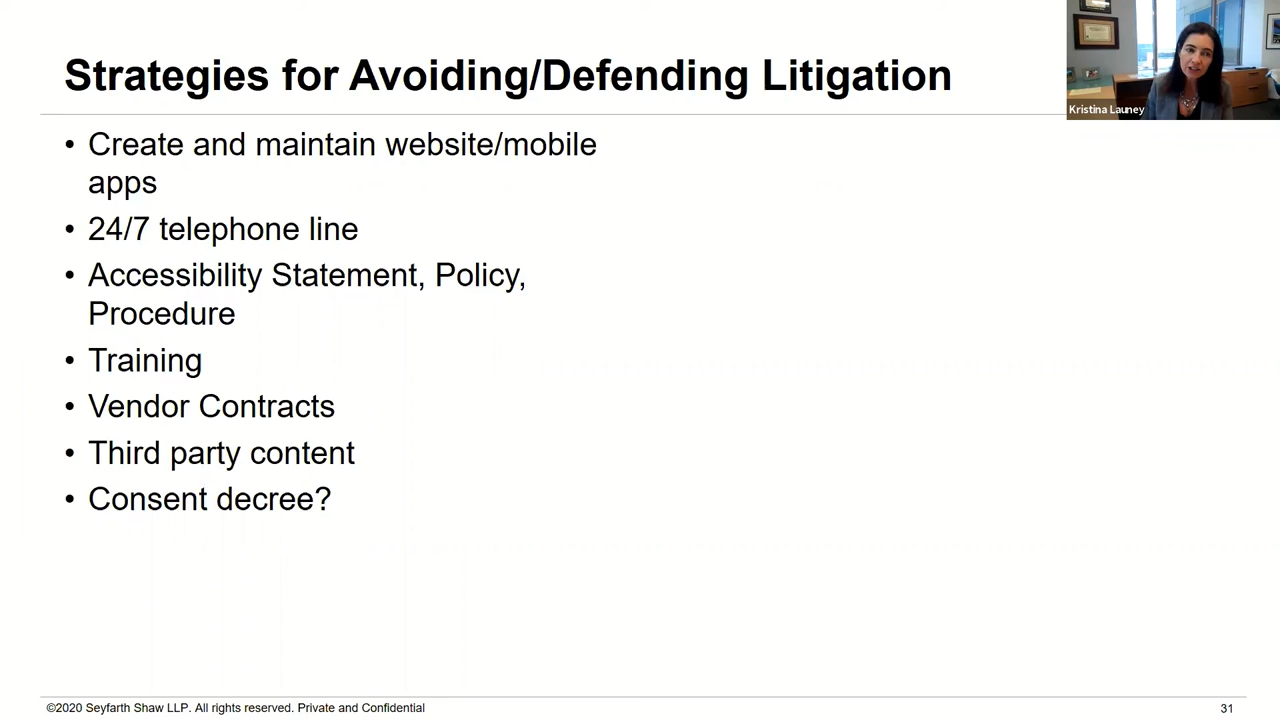 Strategies for Avoiding/Defending Litigation
Kristina Launey
• Create and maintain website/mobile
apps
• 24/7 telephone line
• Accessibility Statement, Policy,
Procedure
• Training
• Vendor Contracts
• Third party content
• Consent decree?
©2020 Seyfarth Shaw LLP. All rights reserved. Private and Confidential
31